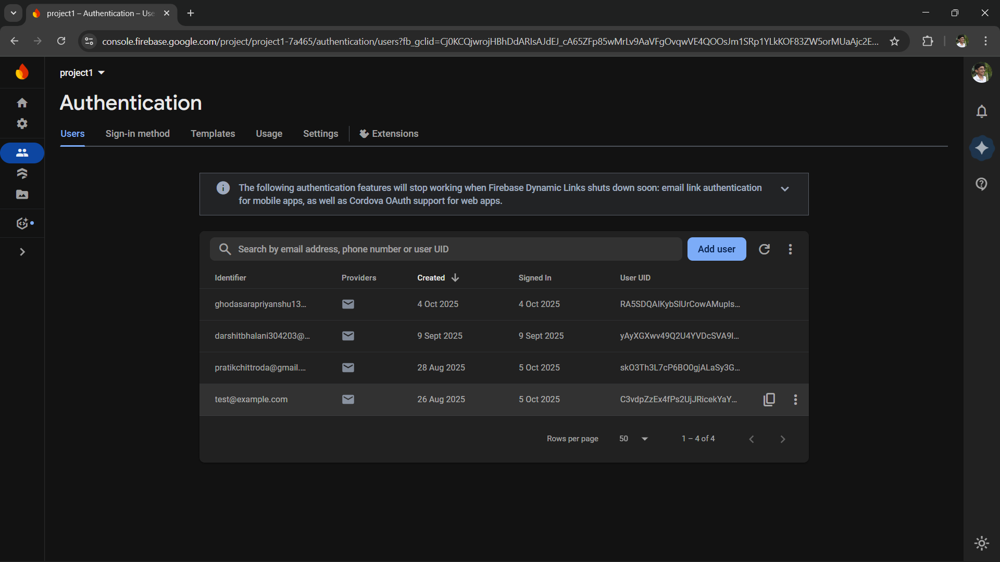 project1 – Authentication – Use
console.firebase.google.com/project/project1-7a465/authentication/users?fb_gclid=Cj0KCQjwrojHBhDdARIsAJdEJ_cA65ZFp85wMrLv9AaVFgOvqwVE4QOOsJm1SRp1YLkKOF83ZW5orMUaAjc2E...
project1
Authentication
Users Sign-in method Templates Usage Settings Extensions
The following authentication features will stop working when Firebase Dynamic Links shuts down soon: email link authentication
for mobile apps, as well as Cordova OAuth support for web apps.
Search by email address, phone number or user UID Add user
Identifier Providers Created Signed In User UID
ghodasarapriyanshu13... 4 Oct 2025 4 Oct 2025 RA5SDQAIKybSIUrCowAMupls...
darshitbhalani304203@... 9 Sept 2025 9 Sept 2025 yAyXGXwv49Q2U4YVDcSVA9I...
pratikchittroda@gmail.... 28 Aug 2025 5 Oct 2025 skO3Th3L7cP6BO0gjALaSy3G...
test@example.com 26 Aug 2025 5 Oct 2025 C3vdpZzEx4fPs2UjJRicekYaY...
Rows per page 50 1 – 4 of 4